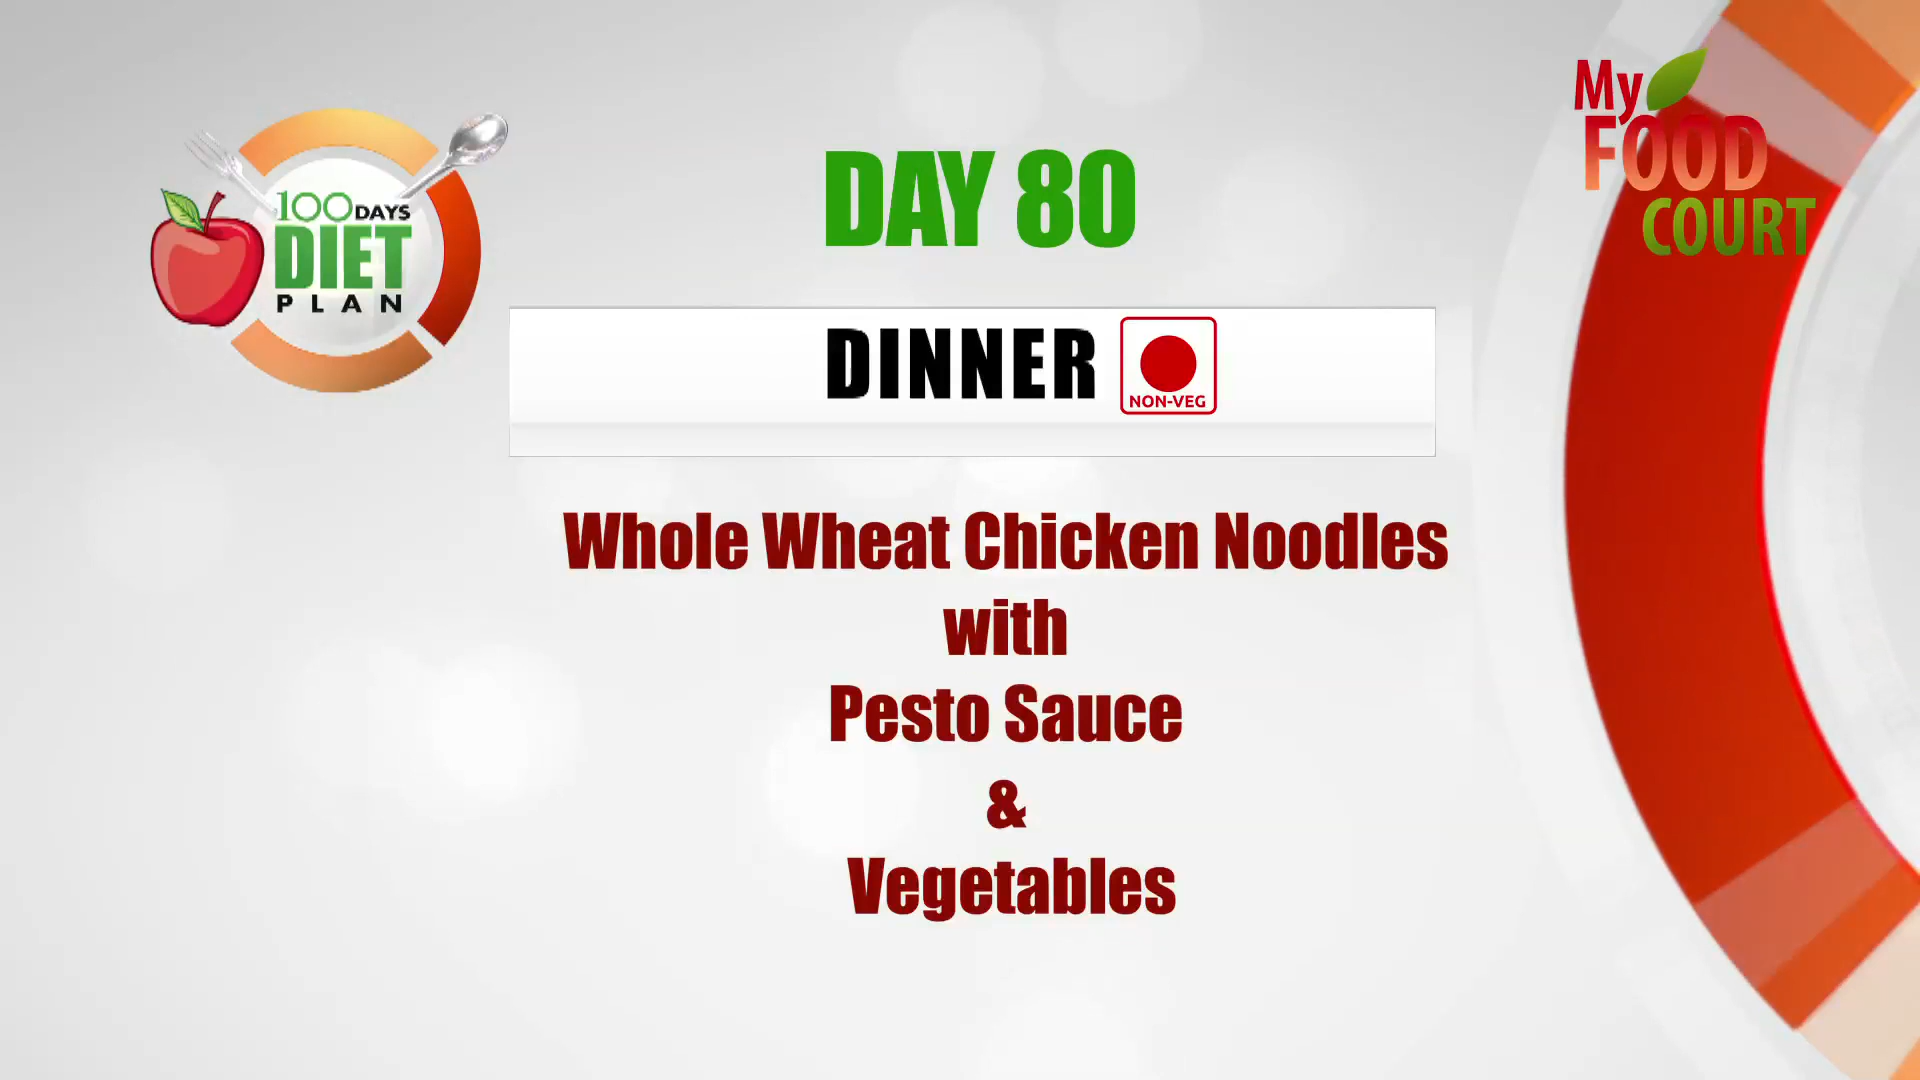 100 DAYS
DIET
PLAN
DAY 80
My
FOOD
COURT
DINNER
NON-VEG
Whole Wheat Chicken Noodles
with
Pesto Sauce
&
Vegetables